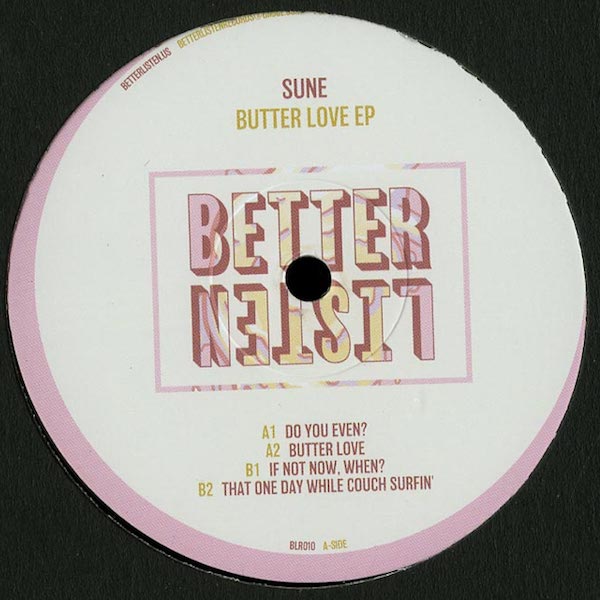 BETTERLISTEN.US
SUNE
BUTTER LOVE EP
BETTER
LISTEN
A1 DO YOU EVEN?
A2 BUTTER LOVE
B1 IF NOT NOW, WHEN?
B2 THAT ONE DAY WHILE COUCH SURFIN'
BLR010 A-SIDE